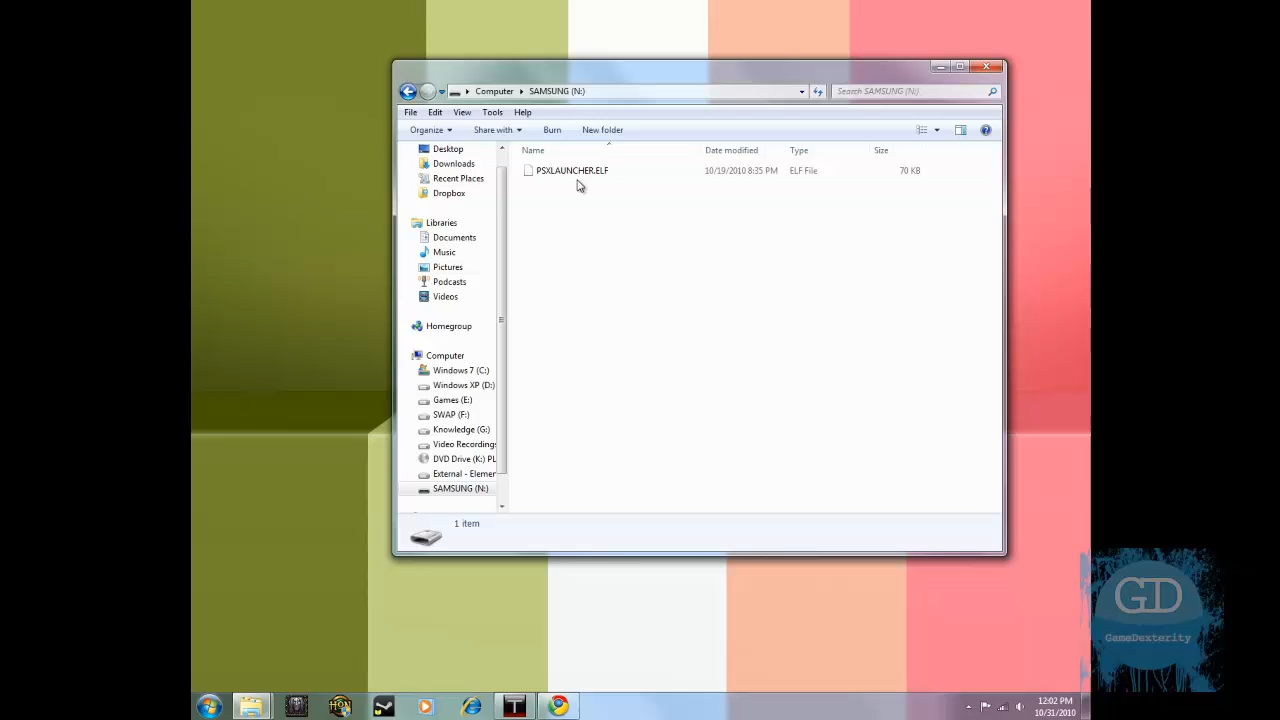 Computer
SAMSUNG (N:)
Search SAMSUNG (N:)
File Edit View Tools Help
Organize Share with Burn New folder
Name Date modified Type Size
PSXLAUNCHER.ELF 10/19/2010 8:35 PM ELF File 70 KB
Desktop
Downloads
Recent Places
Dropbox
Libraries
Documents
Music
Pictures
Podcasts
Videos
Homegroup
Computer
Windows 7 (C:)
Windows XP (D:)
Games (E:)
SWAP (F:)
Knowledge (G:)
Video Recordings
DVD Drive (K:) PL
External - Elemen
SAMSUNG (N:)
1 item
GD
GameDexterity
HON
T
12:02 PM
10/31/2010